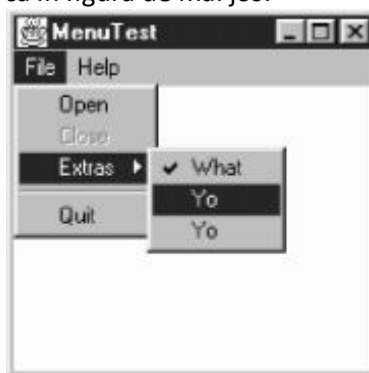 ca in figura de mai jos:
MenuTest
File Help
Open
Close
Extras
What
Yo
Quit
Yo